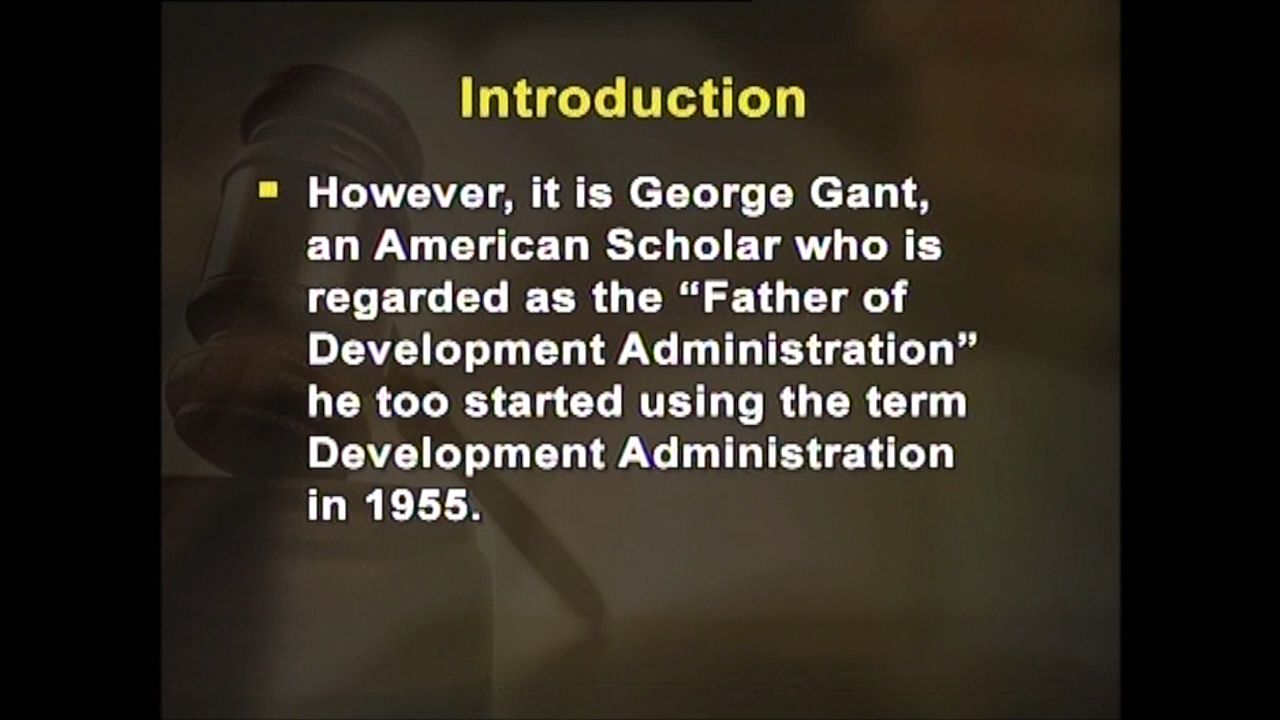 Introduction
However, it is George Gant,
an American Scholar who is
regarded as the “Father of
Development Administration”
he too started using the term
Development Administration
in 1955.